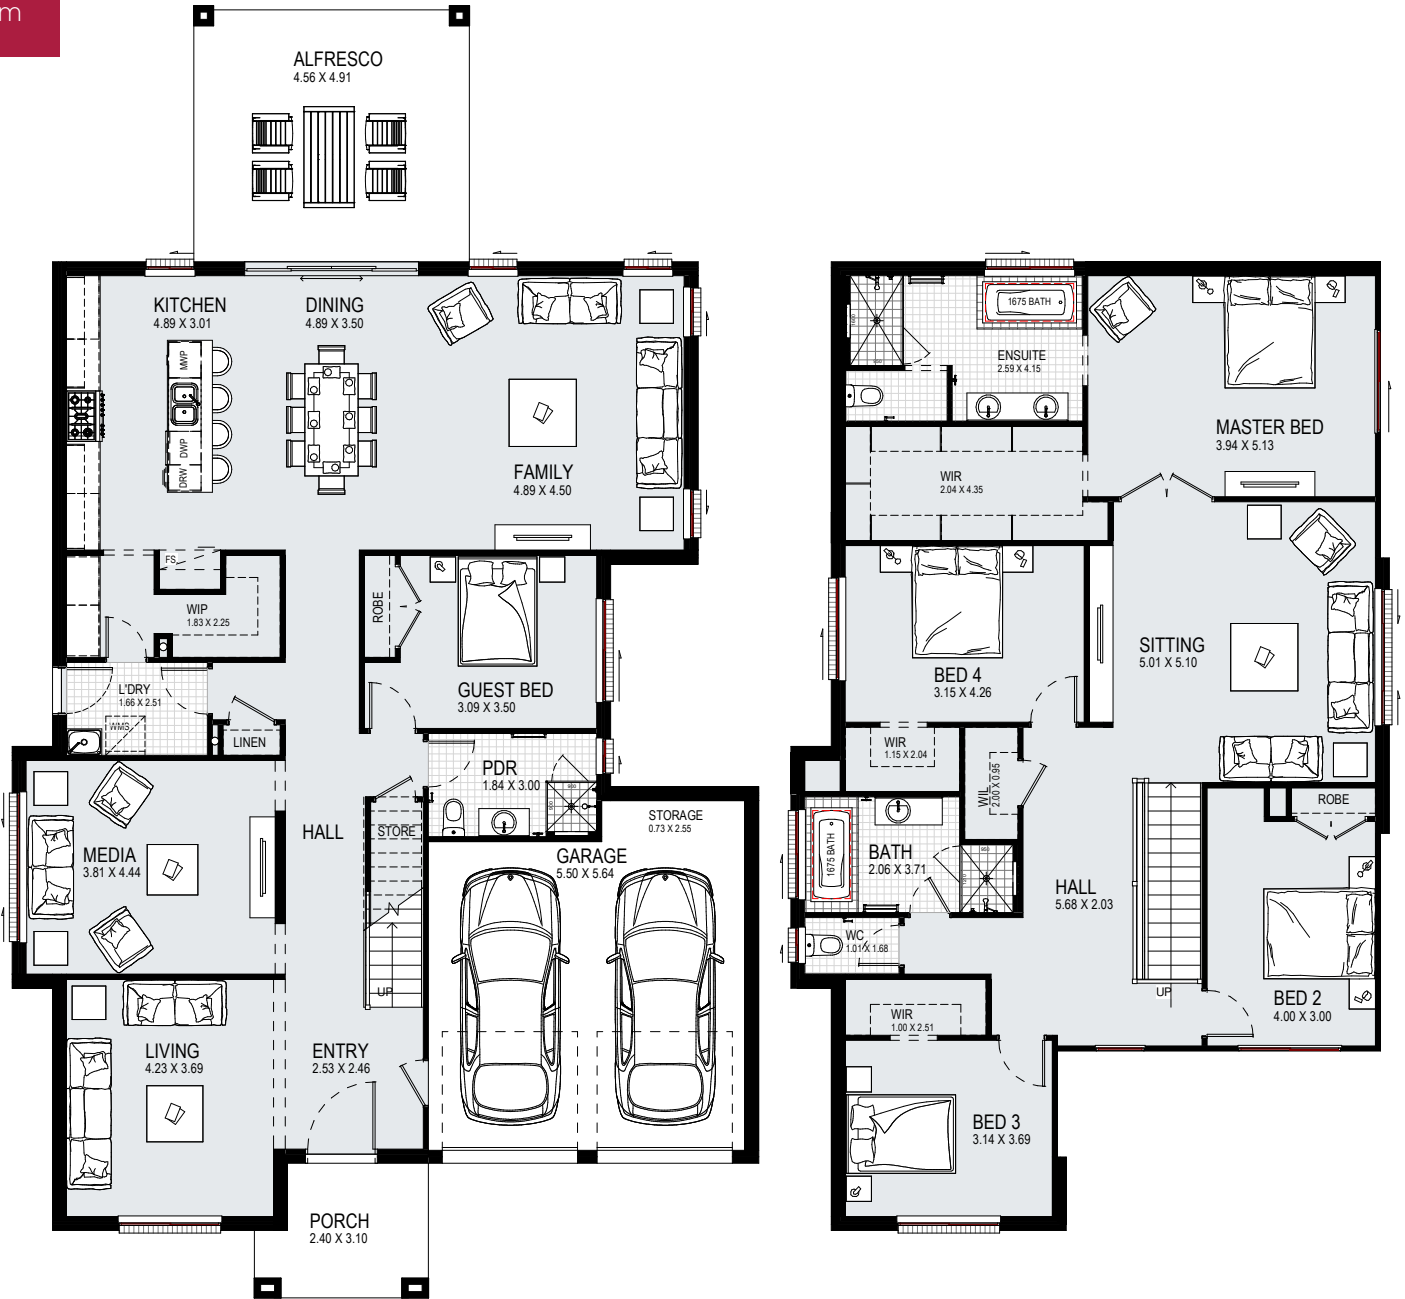 m
ALFRESCO
4.56 X 4.91
KITCHEN
4.89 X 3.01
DINING
4.89 X 3.50
MWP
DWP
DRW
FAMILY
4.89 X 4.50
FS
WIP
1.83 X 2.25
ROBE
GUEST BED
3.09 X 3.50
L'DRY
1.66 X 2.51
WMS
LINEN
PDR
1.84 X 3.00
STORAGE
0.73 X 2.55
HALL
STORE
MEDIA
3.81 X 4.44
GARAGE
5.50 X 5.64
UP
LIVING
4.23 X 3.69
ENTRY
2.53 X 2.46
PORCH
2.40 X 3.10
1675 BATH
ENSUITE
2.59 X 4.15
MASTER BED
3.94 X 5.13
WIR
2.04 X 4.35
BED 4
3.15 X 4.26
SITTING
5.01 X 5.10
WIR
1.15 X 2.04
WIL
2.00 X 0.95
ROBE
1675 BATH
BATH
2.06 X 3.71
HALL
5.68 X 2.03
WC
1.01 X 1.68
UP
BED 2
4.00 X 3.00
WIR
1.00 X 2.51
BED 3
3.14 X 3.69